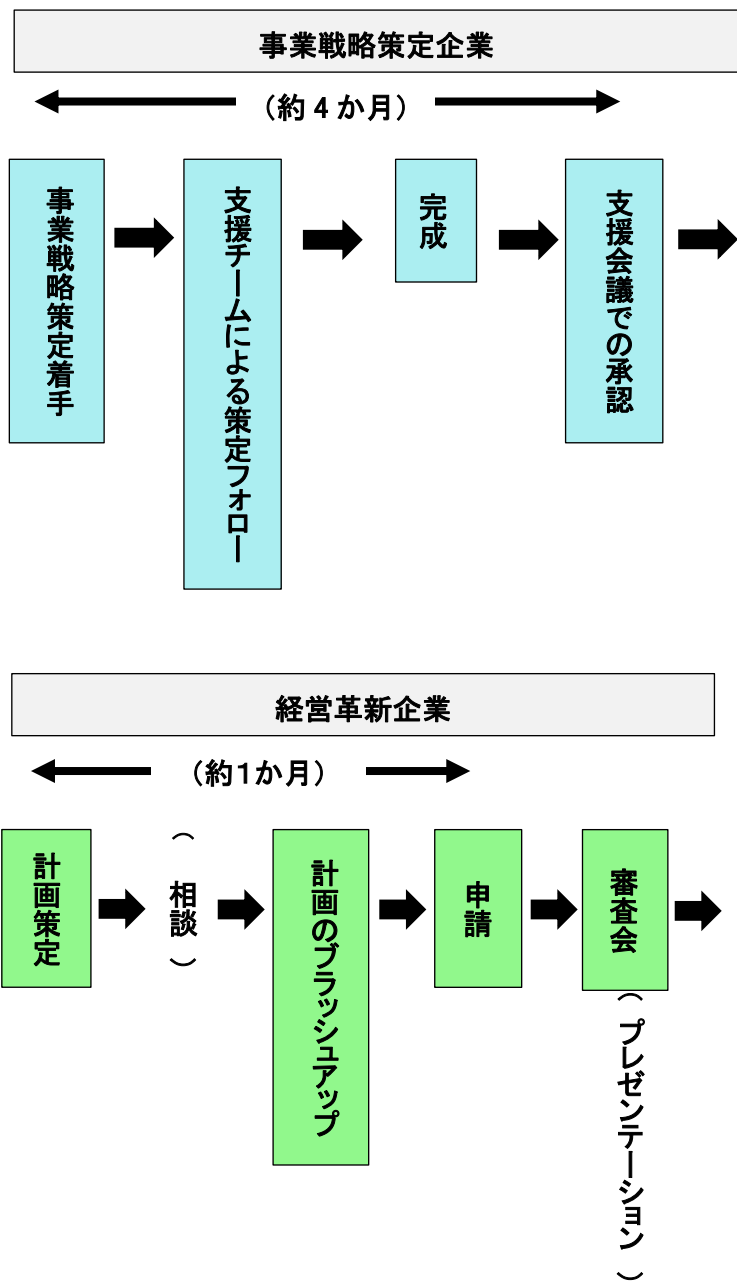 事業戦略策定企業
(約4か月)
事業戦略策定着手
支援チームによる策定フォロー
完成
支援会議での承認
経営革新企業
(約1か月)
計画策定
(相談)
計画のブラッシュアップ
申請
審査会
(プレゼンテーション)